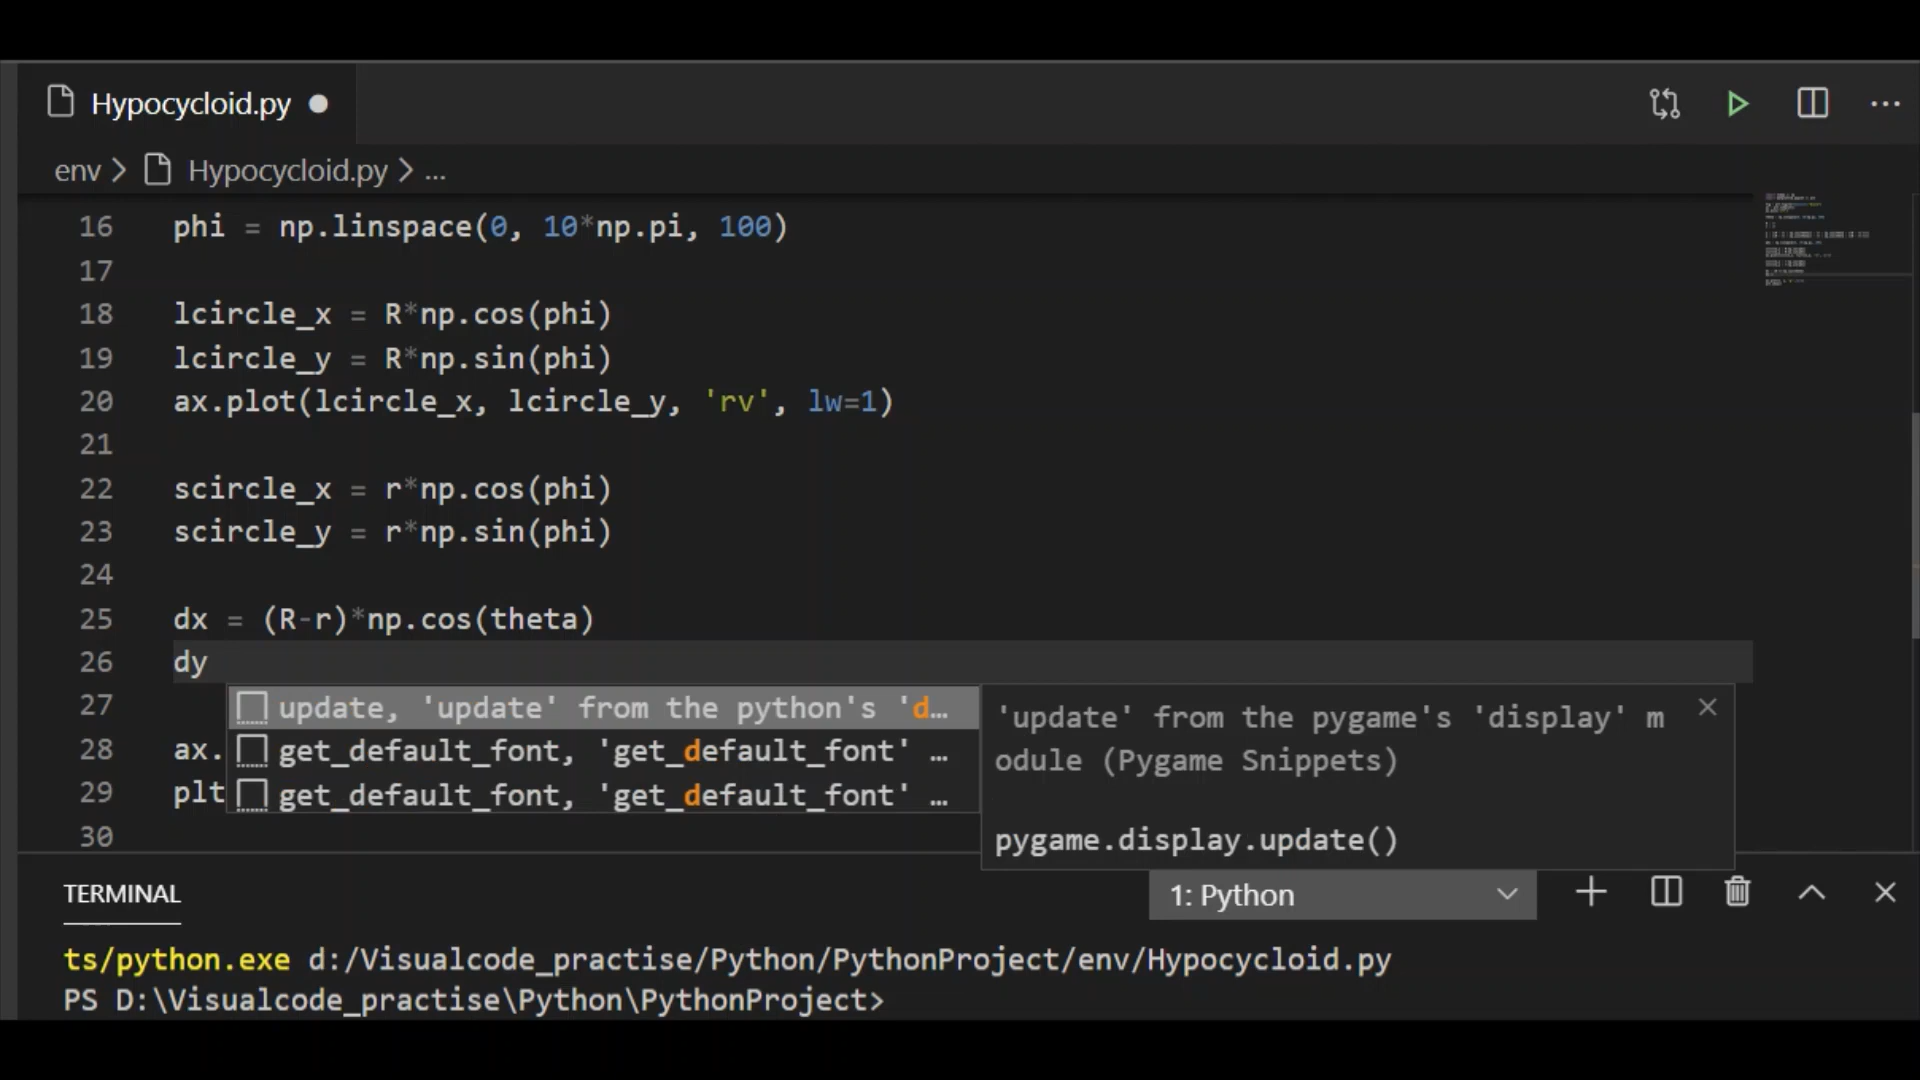 Hypocycloid.py
env > Hypocycloid.py > ...
16 phi = np.linspace(0, 10*np.pi, 100)
17
18 lcircle_x = R*np.cos(phi)
19 lcircle_y = R*np.sin(phi)
20 ax.plot(lcircle_x, lcircle_y, 'rv', lw=1)
21
22 scircle_x = r*np.cos(phi)
23 scircle_y = r*np.sin(phi)
24
25 dx = (R-r)*np.cos(theta)
26 dy
27
28 ax.
29 plt
30
update, 'update' from the python's 'd…
get_default_font, 'get_default_font' …
get_default_font, 'get_default_font' …
'update' from the pygame's 'display' m
odule (Pygame Snippets)
pygame.display.update()
TERMINAL
1: Python
ts/python.exe d:/Visualcode_practise/Python/PythonProject/env/Hypocycloid.py
PS D:\Visualcode_practise\Python\PythonProject>